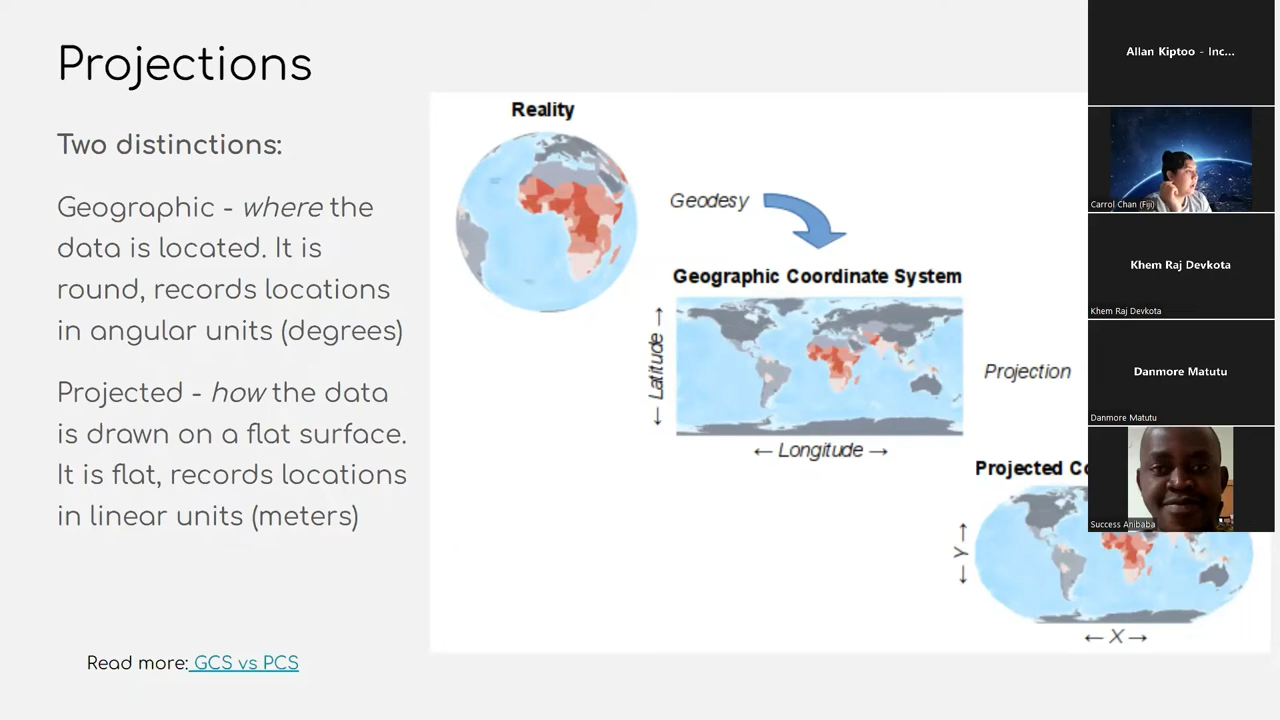 Projections
Two distinctions:
Geographic - where the
data is located. It is
round, records locations
in angular units (degrees)
Projected - how the data
is drawn on a flat surface.
It is flat, records locations
in linear units (meters)
Read more: GCS vs PCS
Reality
Geodesy
Geographic Coordinate System
← Latitude →
← Longitude →
Projection
Projected Co
← Y →
← X →
Allan Kiptoo - Inc...
Carrol Chan (Fiji)
Khem Raj Devkota
Khem Raj Devkota
Danmore Matutu
Danmore Matutu
Success Anibaba